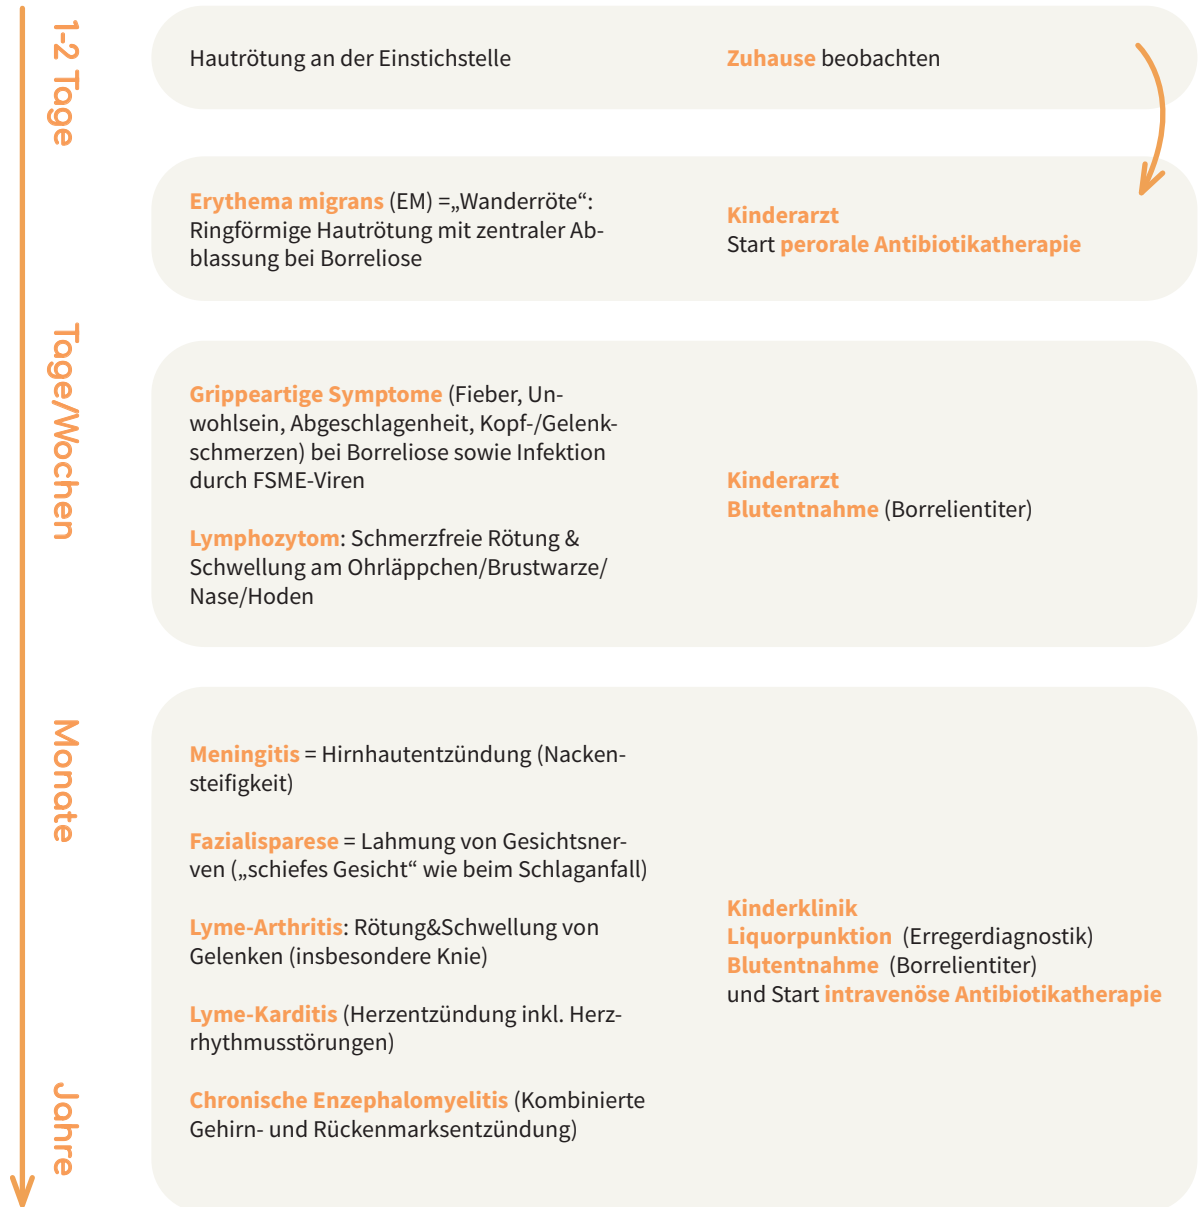 1-2 Tage
Hautrötung an der Einstichstelle
Zuhause beobachten
Erythema migrans (EM) =„Wanderröte“:
Ringförmige Hautrötung mit zentraler Ab-
blassung bei Borreliose
Kinderarzt
Start perorale Antibiotikatherapie
Tage/Wochen
Grippeartige Symptome (Fieber, Un-
wohlsein, Abgeschlagenheit, Kopf-/Gelenk-
schmerzen) bei Borreliose sowie Infektion
durch FSME-Viren
Lymphozytom: Schmerzfreie Rötung &
Schwellung am Ohrläppchen/Brustwarze/
Nase/Hoden
Kinderarzt
Blutentnahme (Borrelientiter)
Monate
Meningitis = Hirnhautentzündung (Nacken-
steifigkeit)
Fazialisparese = Lahmung von Gesichtsner-
ven („schiefes Gesicht“ wie beim Schlaganfall)
Lyme-Arthritis: Rötung&Schwellung von
Gelenken (insbesondere Knie)
Lyme-Karditis (Herzentzündung inkl. Herz-
rhythmusstörungen)
Chronische Enzephalomyelitis (Kombinierte
Gehirn- und Rückenmarksentzündung)
Kinderklinik
Liquorpunktion (Erregerdiagnostik)
Blutentnahme (Borrelientiter)
und Start intravenöse Antibiotikatherapie
Jahre